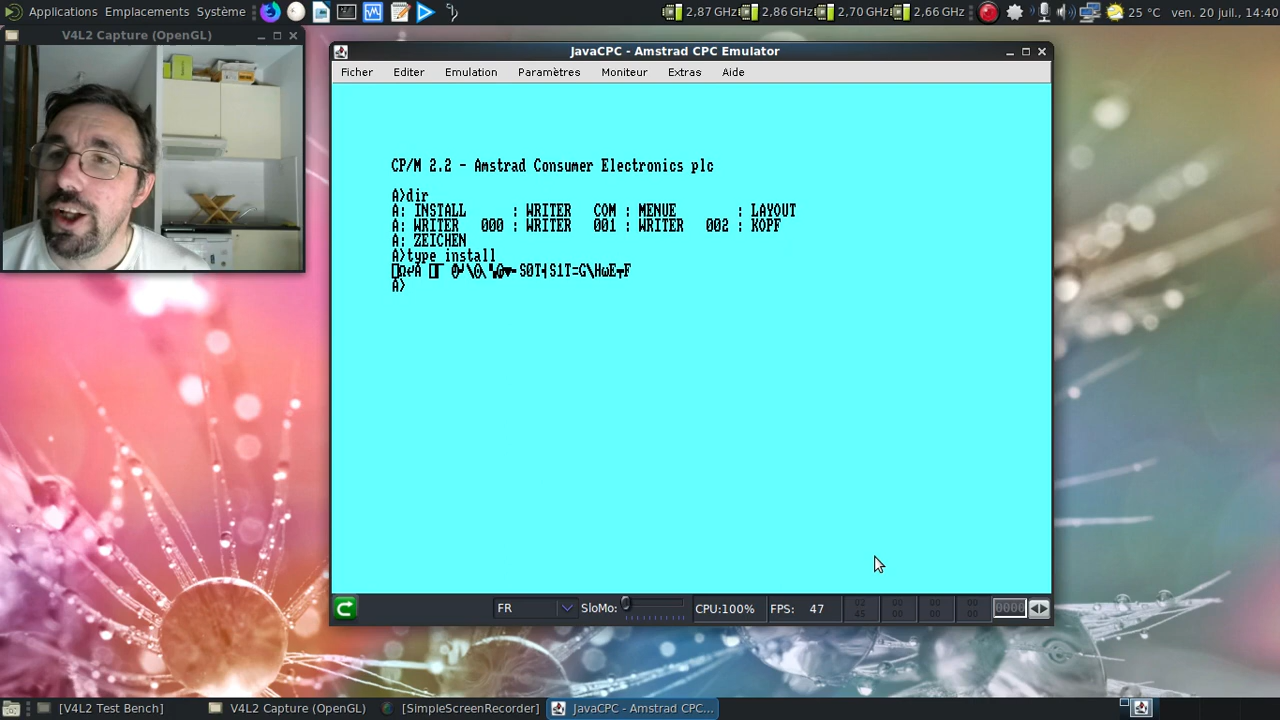 Applications Emplacements Système
2,87 GHz 2,86 GHz 2,70 GHz 2,66 GHz 25 °C ven. 20 juil., 14:40
V4L2 Capture (OpenGL)
JavaCPC - Amstrad CPC Emulator
Ficher Editer Emulation Paramètres Moniteur Extras Aide
CP/M 2.2 - Amstrad Consumer Electronics plc
A>dir
A: INSTALL : WRITER COM : MENUE : LAYOUT
A: WRITER 000 : WRITER 001 : WRITER 002 : KOPF
A: ZEICHEN
A>type install
A>
FR SloMo: CPU:100% FPS: 47 0000
[V4L2 Test Bench] V4L2 Capture (OpenGL) [SimpleScreenRecorder] JavaCPC - Amstrad CPC...